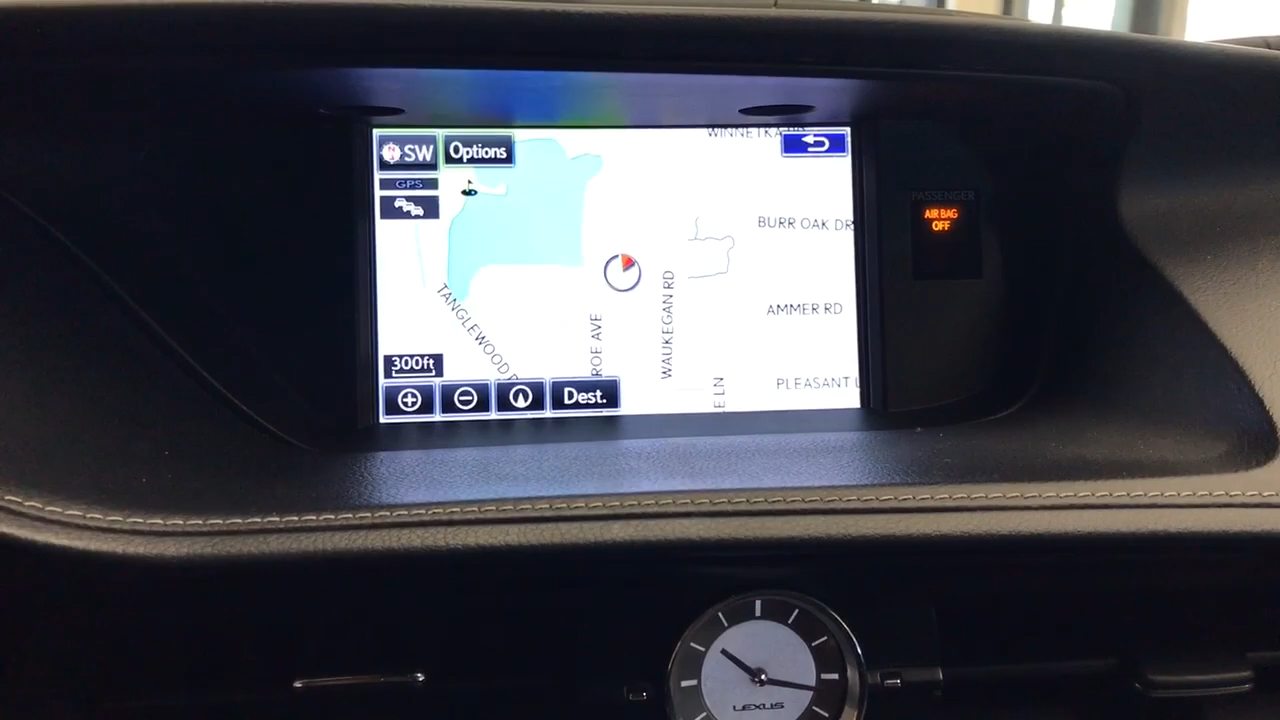 WINNETKA RD
SW
Options
GPS
PASSENGER
AIR BAG
OFF
BURR OAK DR
TANGLEWOOD
ROE AVE
WAUKEGAN RD
AMMER RD
300ft
E LN
PLEASANT L
Dest.
LEXUS